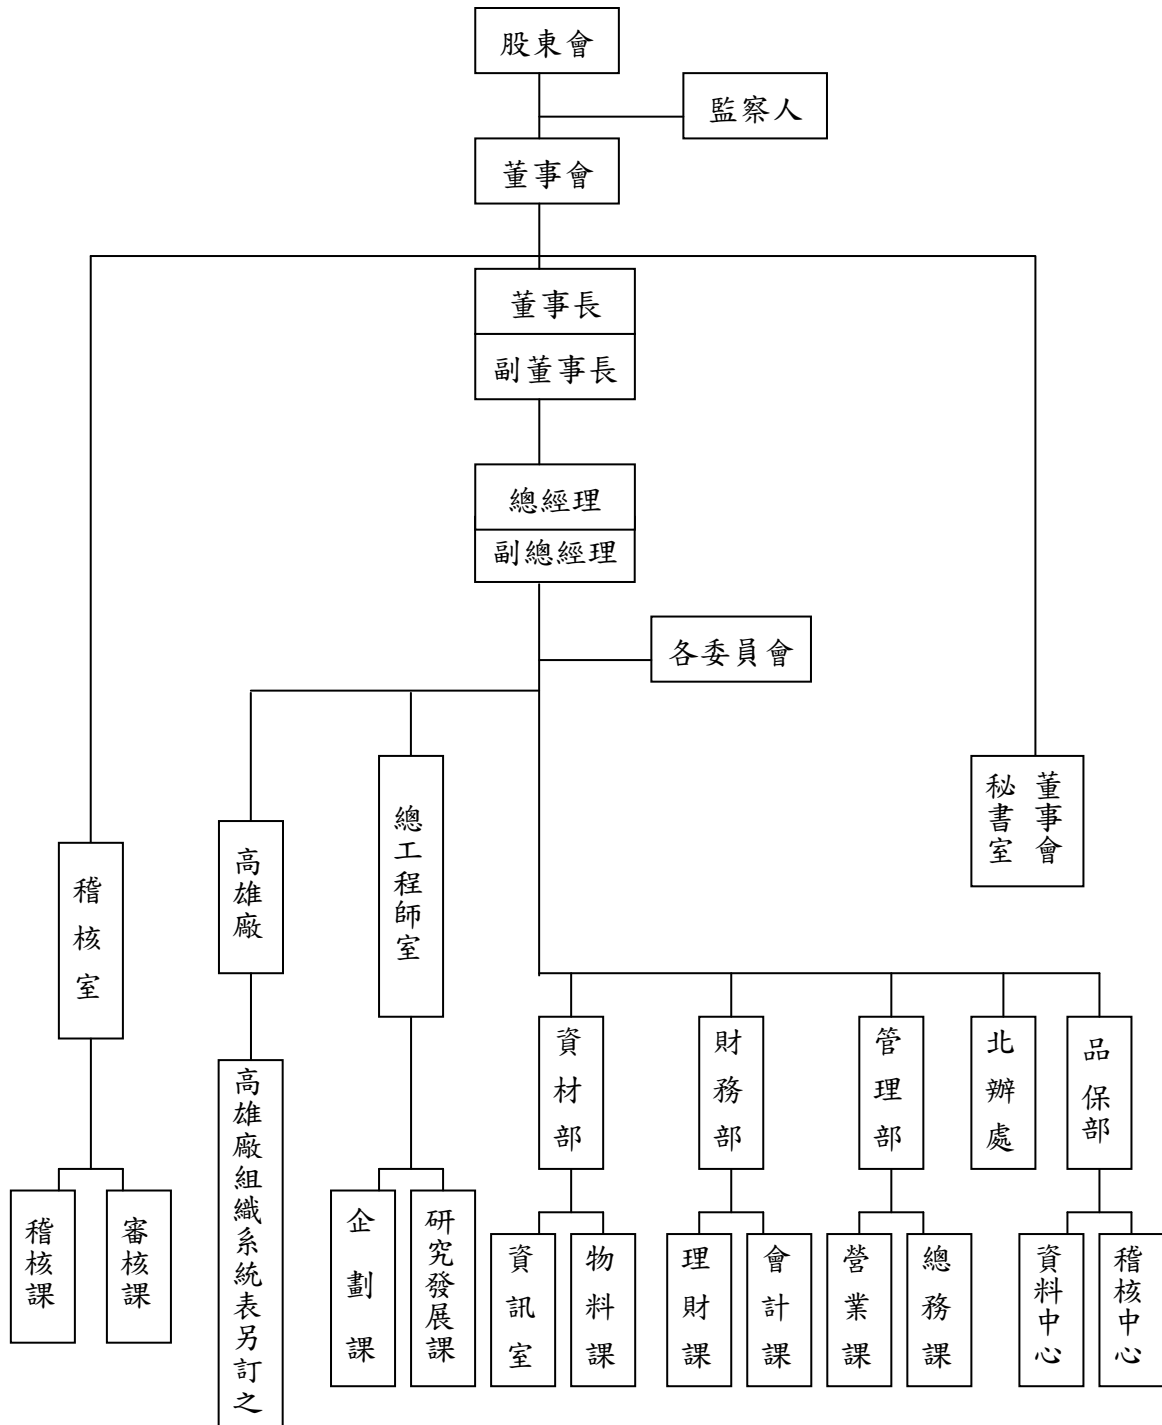 股東會
監察人
董事會
董事長
副董事長
總經理
副總經理
各委員會
董事會
秘書室
總工程師室
高雄廠
稽核室
資材部
財務部
管理部
北辦處
品保部
高雄廠組織系統表另訂之
稽核課
審核課
企劃課
研究發展課
資訊室
物料課
理財課
會計課
營業課
總務課
資料中心
稽核中心